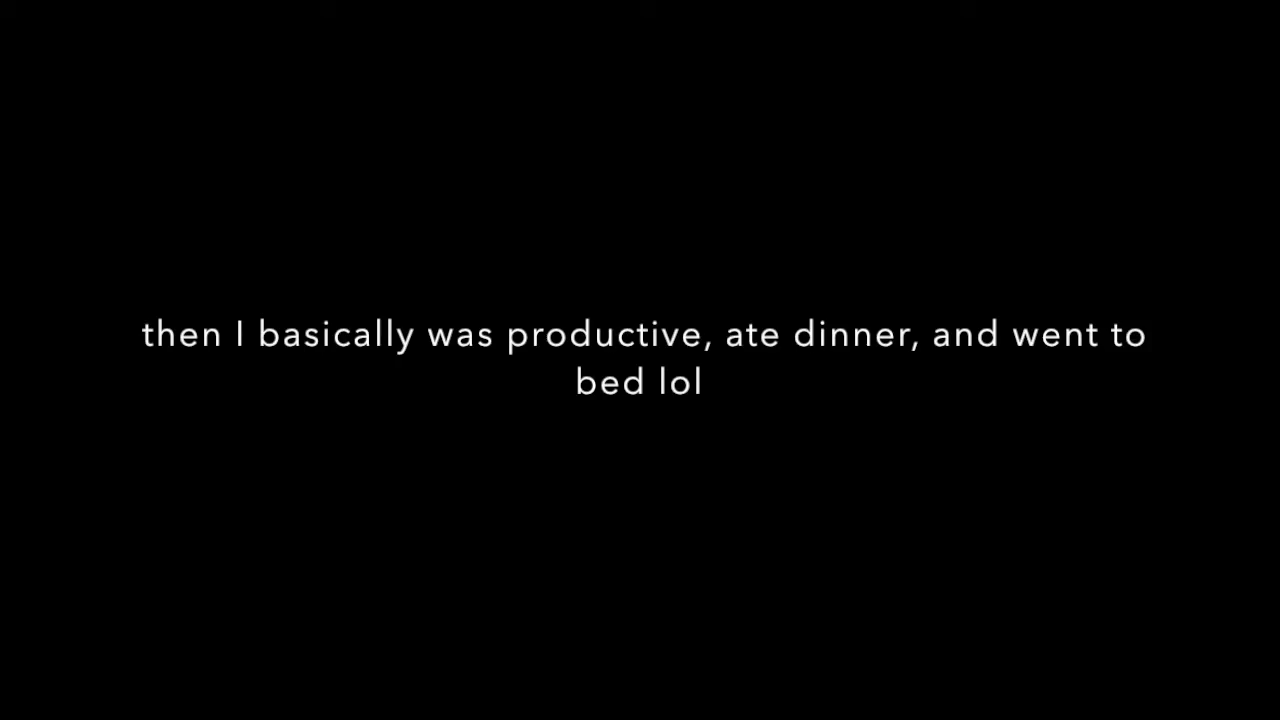 then I basically was productive, ate dinner, and went to
bed lol